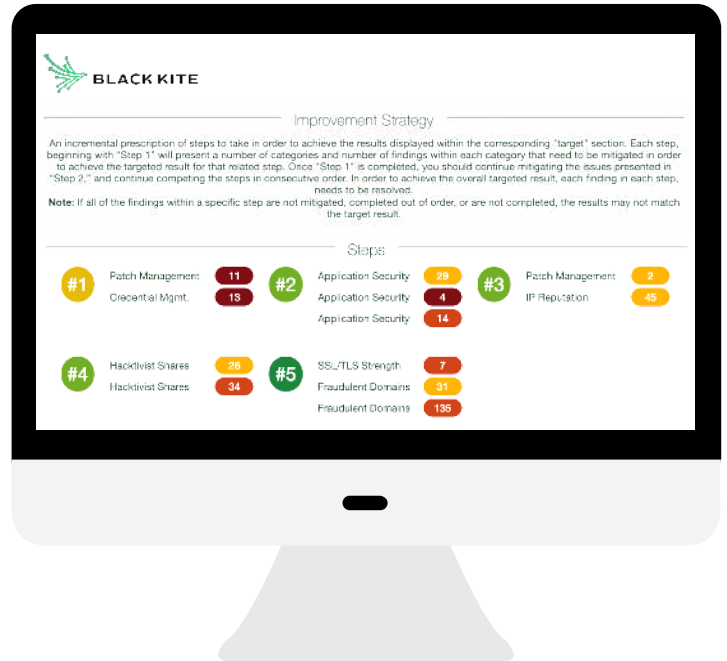 BLACK KITE
Improvement Strategy
An incremental prescription of steps to take in order to achieve the results displayed within the corresponding "target" section. Each step,
beginning with "Step 1" will present a number of categories and number of findings within each category that need to be mitigated in order
to achieve the targeted result for that related step. Once "Step 1" is completed, you should continue mitigating the issues presented in
"Step 2," and continue competing the steps in consecutive order. In order to achieve the overall targeted result, each finding in each step,
needs to be resolved.
Note: If all of the findings within a specific step are not mitigated, completed out of order, or are not completed, the results may not match
the target result.
Steps
#1
Patch Management 11
Credential Mgmt. 13
#2
Application Security 29
Application Security 4
Application Security 14
#3
Patch Management 2
IP Reputation 45
#4
Hacktivist Shares 26
Hacktivist Shares 34
#5
SSL/TLS Strength 7
Fraudulent Domains 31
Fraudulent Domains 135